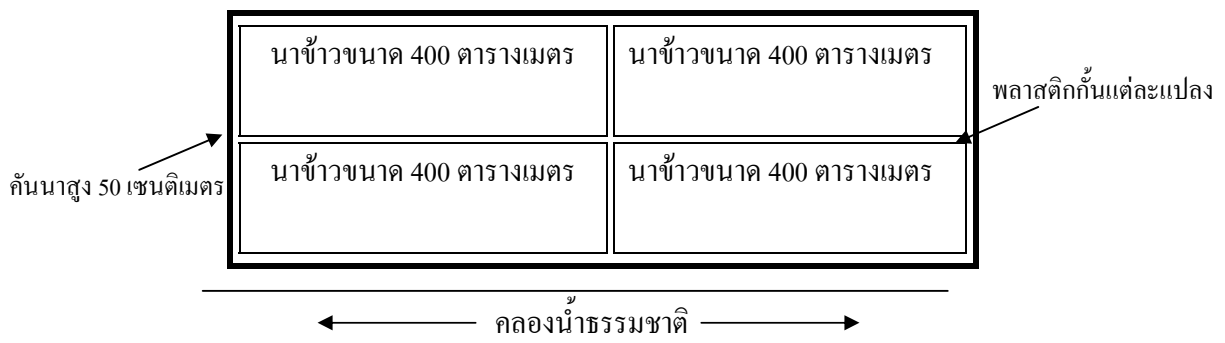 นาข้าวขนาด 400 ตารางเมตร
นาข้าวขนาด 400 ตารางเมตร
พลาสติกกั้นแต่ละแปลง
นาข้าวขนาด 400 ตารางเมตร
นาข้าวขนาด 400 ตารางเมตร
คันนาสูง 50 เซนติเมตร
คลองน้ำธรรมชาติ